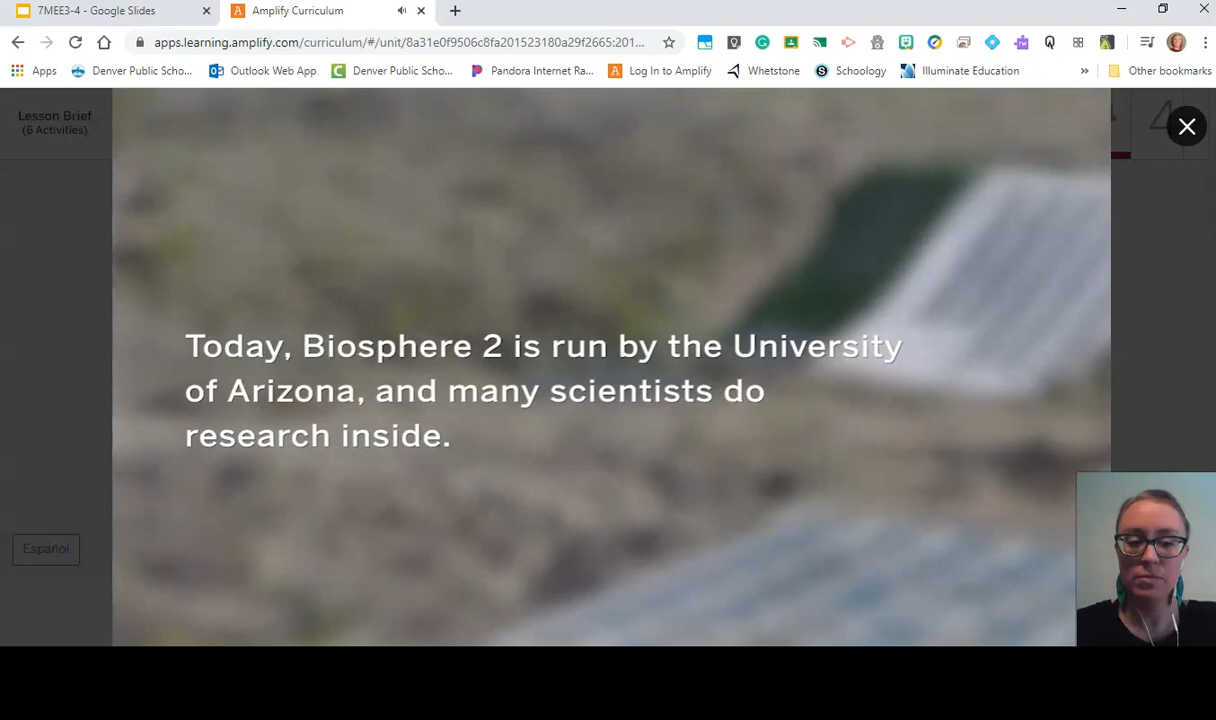 7MEE3-4 - Google Slides
Amplify Curriculum
apps.learning.amplify.com/curriculum/#/unit/8a31e0f9506c8fa201523180a29f2665:201...
Apps
Denver Public Scho...
Outlook Web App
Denver Public Scho...
Pandora Internet Ra...
Log In to Amplify
Whetstone
Schoology
Illuminate Education
»
Other bookmarks
Lesson Brief
(6 Activities)
4
Today, Biosphere 2 is run by the University
of Arizona, and many scientists do
research inside.
Español